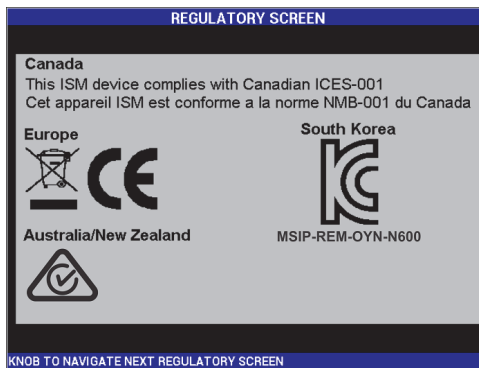 REGULATORY SCREEN
Canada
This ISM device complies with Canadian ICES-001
Cet appareil ISM est conforme a la norme NMB-001 du Canada
Europe
CE
South Korea
MSIP-REM-OYN-N600
Australia/New Zealand
KNOB TO NAVIGATE NEXT REGULATORY SCREEN